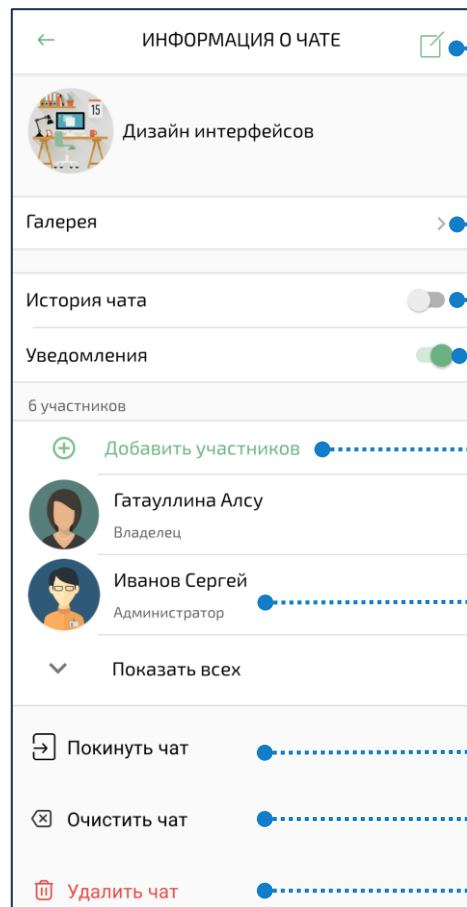 ИНФОРМАЦИЯ О ЧАТЕ
15
Дизайн интерфейсов
Галерея
История чата
Уведомления
6 участников
Добавить участников
Гатауллина Алсу
Владелец
Иванов Сергей
Администратор
Показать всех
Покинуть чат
Очистить чат
Удалить чат